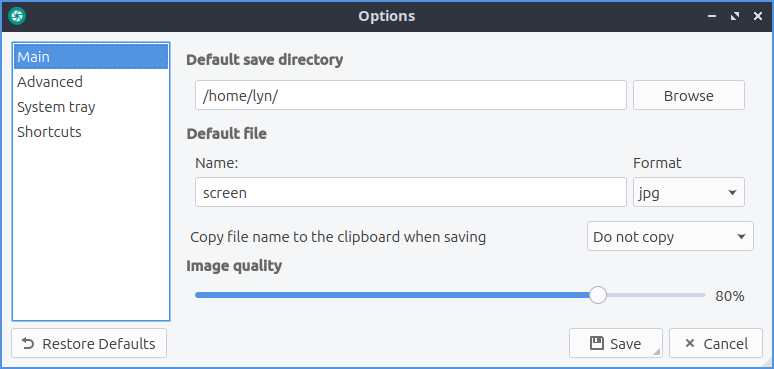 Options
Main
Advanced
System tray
Shortcuts
Default save directory
/home/lyn/
Browse
Default file
Name:
Format
screen
jpg
Copy file name to the clipboard when saving
Do not copy
Image quality
80%
Restore Defaults
Save
Cancel